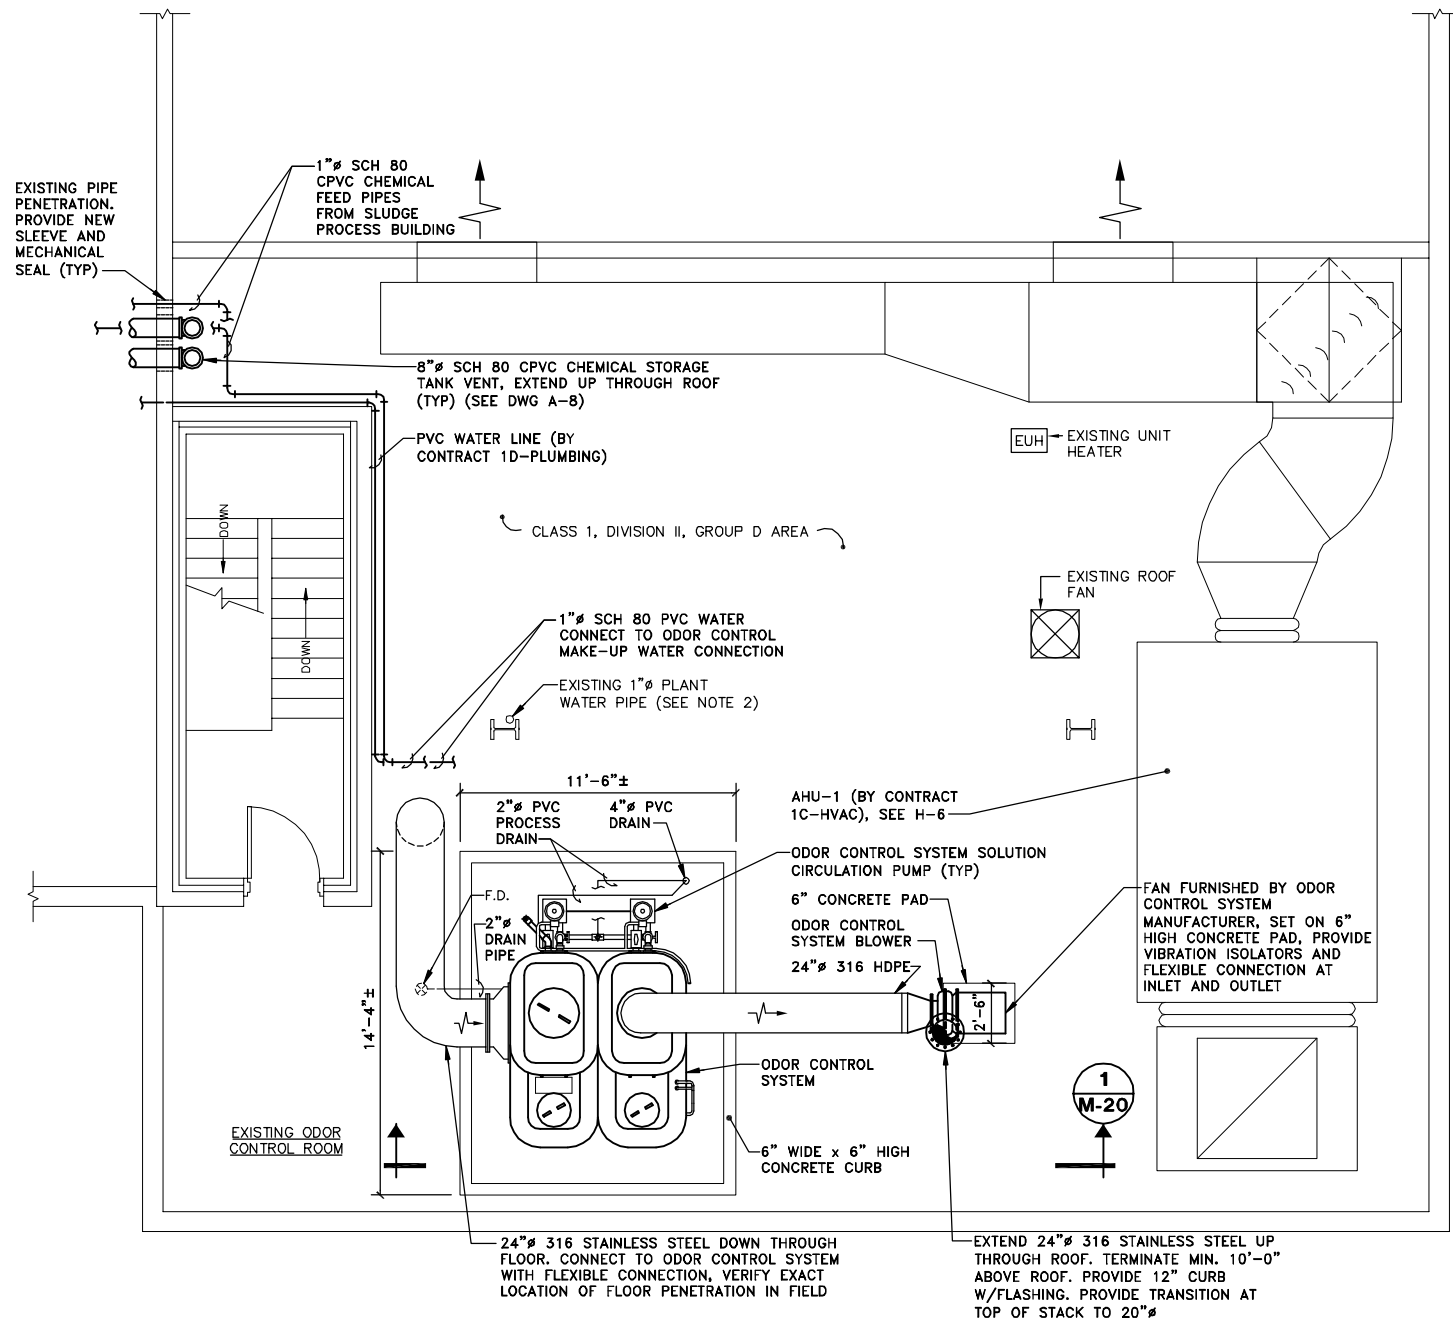 1"ø SCH 80
CPVC CHEMICAL
FEED PIPES
FROM SLUDGE
PROCESS BUILDING
EXISTING PIPE
PENETRATION.
PROVIDE NEW
SLEEVE AND
MECHANICAL
SEAL (TYP)
8"ø SCH 80 CPVC CHEMICAL STORAGE
TANK VENT, EXTEND UP THROUGH ROOF
(TYP) (SEE DWG A-8)
PVC WATER LINE (BY
CONTRACT 1D-PLUMBING)
EUH
EXISTING UNIT
HEATER
DOWN
DOWN
CLASS 1, DIVISION II, GROUP D AREA
EXISTING ROOF
FAN
1"ø SCH 80 PVC WATER
CONNECT TO ODOR CONTROL
MAKE-UP WATER CONNECTION
EXISTING 1"ø PLANT
WATER PIPE (SEE NOTE 2)
11'-6"±
2"ø PVC
PROCESS
DRAIN
4"ø PVC
DRAIN
AHU-1 (BY CONTRACT
1C-HVAC), SEE H-6
ODOR CONTROL SYSTEM SOLUTION
CIRCULATION PUMP (TYP)
6" CONCRETE PAD
ODOR CONTROL
SYSTEM BLOWER
24"ø 316 HDPE
FAN FURNISHED BY ODOR
CONTROL SYSTEM
MANUFACTURER, SET ON 6"
HIGH CONCRETE PAD, PROVIDE
VIBRATION ISOLATORS AND
FLEXIBLE CONNECTION AT
INLET AND OUTLET
F.D.
2"ø
DRAIN
PIPE
14'-4"±
2'-6"
ODOR CONTROL
SYSTEM
1
M-20
EXISTING ODOR
CONTROL ROOM
6" WIDE x 6" HIGH
CONCRETE CURB
24"ø 316 STAINLESS STEEL DOWN THROUGH
FLOOR. CONNECT TO ODOR CONTROL SYSTEM
WITH FLEXIBLE CONNECTION, VERIFY EXACT
LOCATION OF FLOOR PENETRATION IN FIELD
EXTEND 24"ø 316 STAINLESS STEEL UP
THROUGH ROOF. TERMINATE MIN. 10'-0"
ABOVE ROOF. PROVIDE 12" CURB
W/FLASHING. PROVIDE TRANSITION AT
TOP OF STACK TO 20"ø